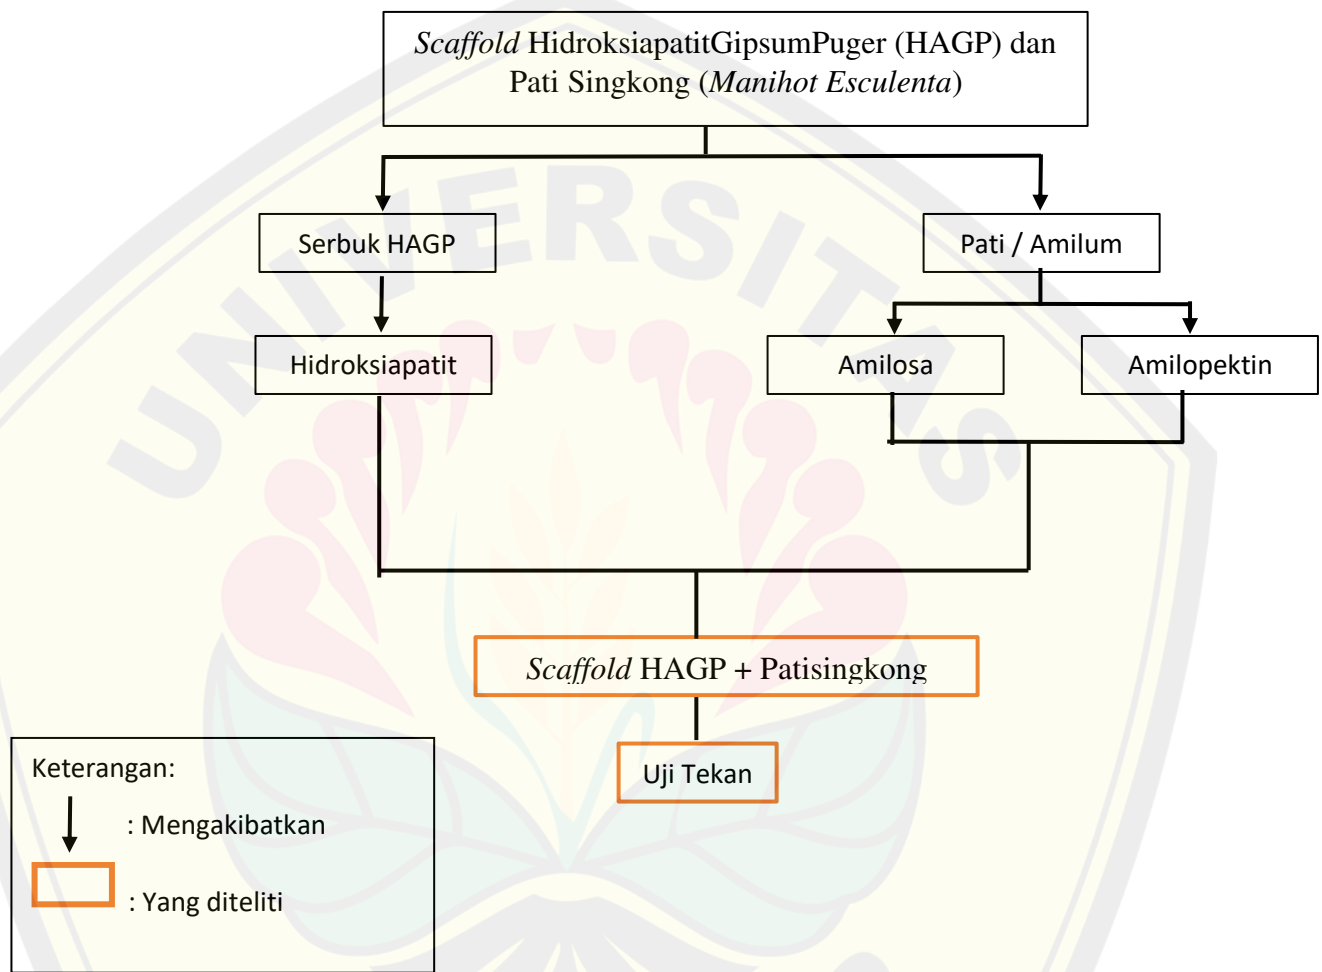 Scaffold HidroksiapatitGipsumPuger (HAGP) dan
Pati Singkong (Manihot Esculenta)
UNIVERSITAS
Serbuk HAGP
Pati / Amilum
Hidroksiapatit
Amilosa
Amilopektin
Scaffold HAGP + Patisingkong
Uji Tekan
Keterangan:
: Mengakibatkan
: Yang diteliti